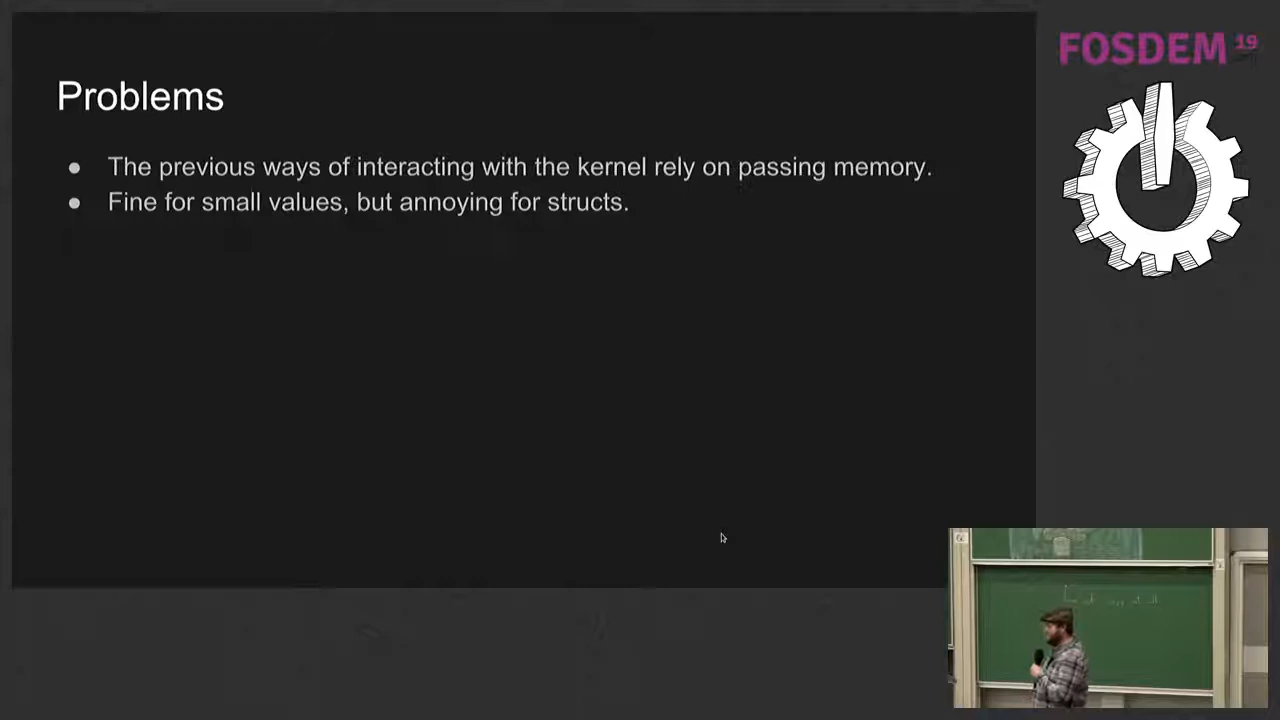 FOSDEM 19
Problems
● The previous ways of interacting with the kernel rely on passing memory.
● Fine for small values, but annoying for structs.